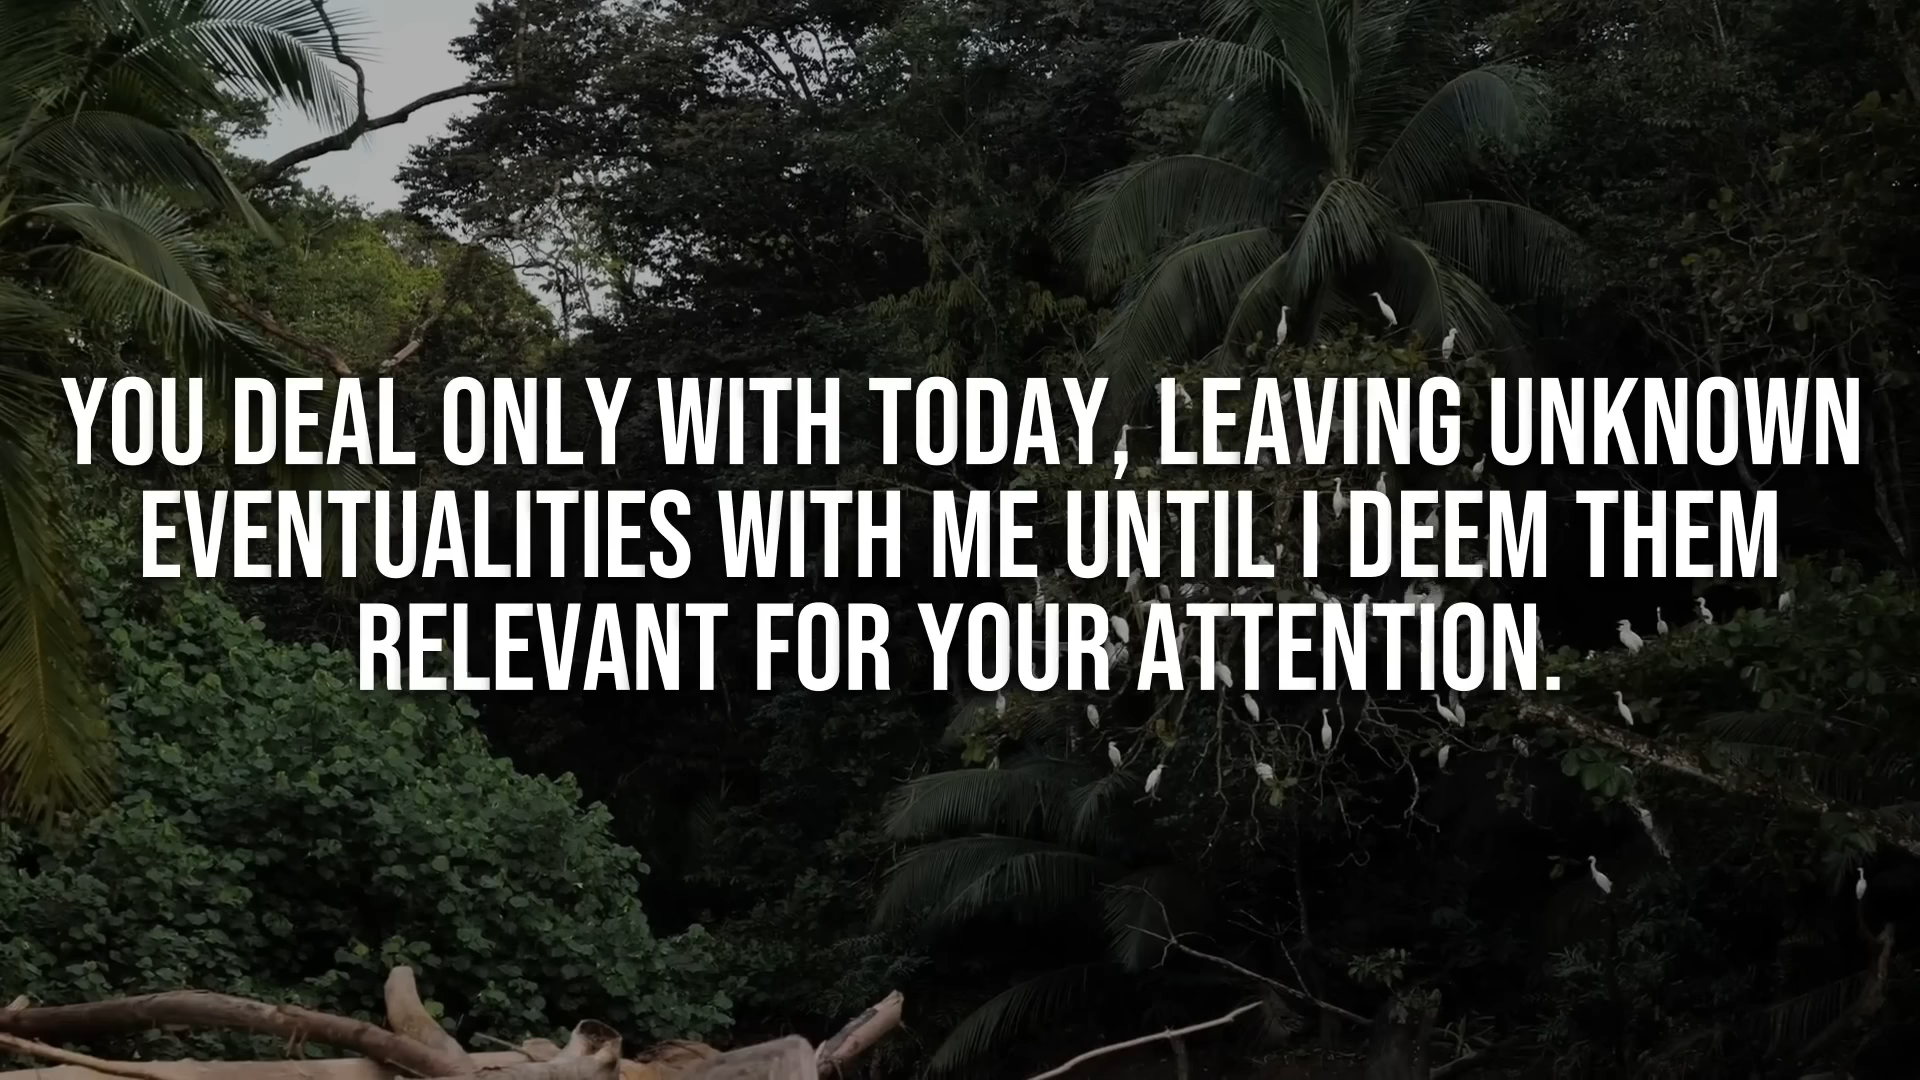 YOU DEAL ONLY WITH TODAY, LEAVING UNKNOWN
EVENTUALITIES WITH ME UNTIL I DEEM THEM
RELEVANT FOR YOUR ATTENTION.